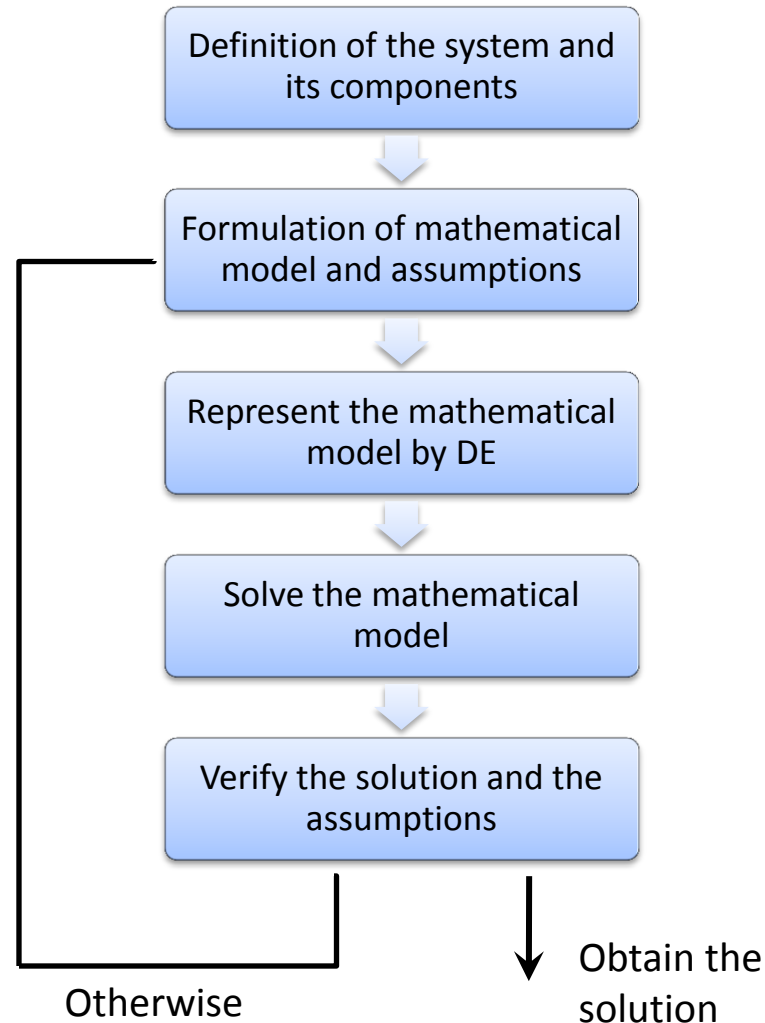 Definition of the system and
its components
Formulation of mathematical
model and assumptions
Represent the mathematical
model by DE
Solve the mathematical
model
Verify the solution and the
assumptions
Otherwise
Obtain the
solution